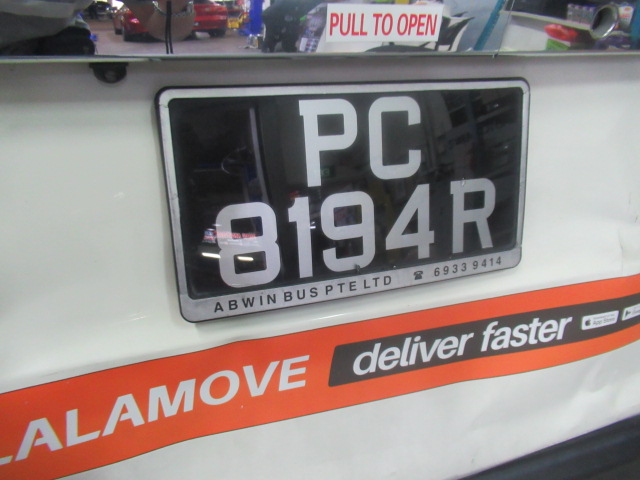 PULL TO OPEN
PC
8194R
ABWIN BUS PTE LTD ☎ 6933 9414
LALAMOVE deliver faster